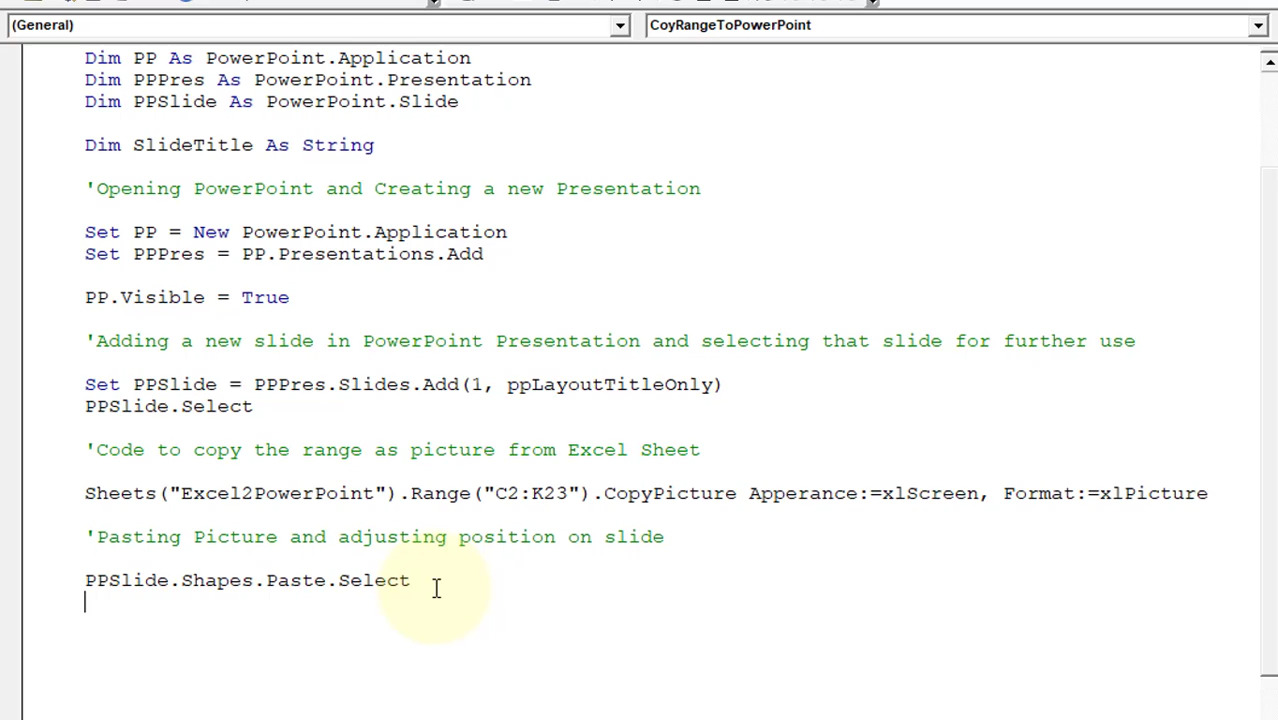 (General)
CoyRangeToPowerPoint
Dim PP As PowerPoint.Application
Dim PPPres As PowerPoint.Presentation
Dim PPSlide As PowerPoint.Slide
Dim SlideTitle As String
'Opening PowerPoint and Creating a new Presentation
Set PP = New PowerPoint.Application
Set PPPres = PP.Presentations.Add
PP.Visible = True
'Adding a new slide in PowerPoint Presentation and selecting that slide for further use
Set PPSlide = PPPres.Slides.Add(1, ppLayoutTitleOnly)
PPSlide.Select
'Code to copy the range as picture from Excel Sheet
Sheets("Excel2PowerPoint").Range("C2:K23").CopyPicture Apperance:=xlScreen, Format:=xlPicture
'Pasting Picture and adjusting position on slide
PPSlide.Shapes.Paste.Select